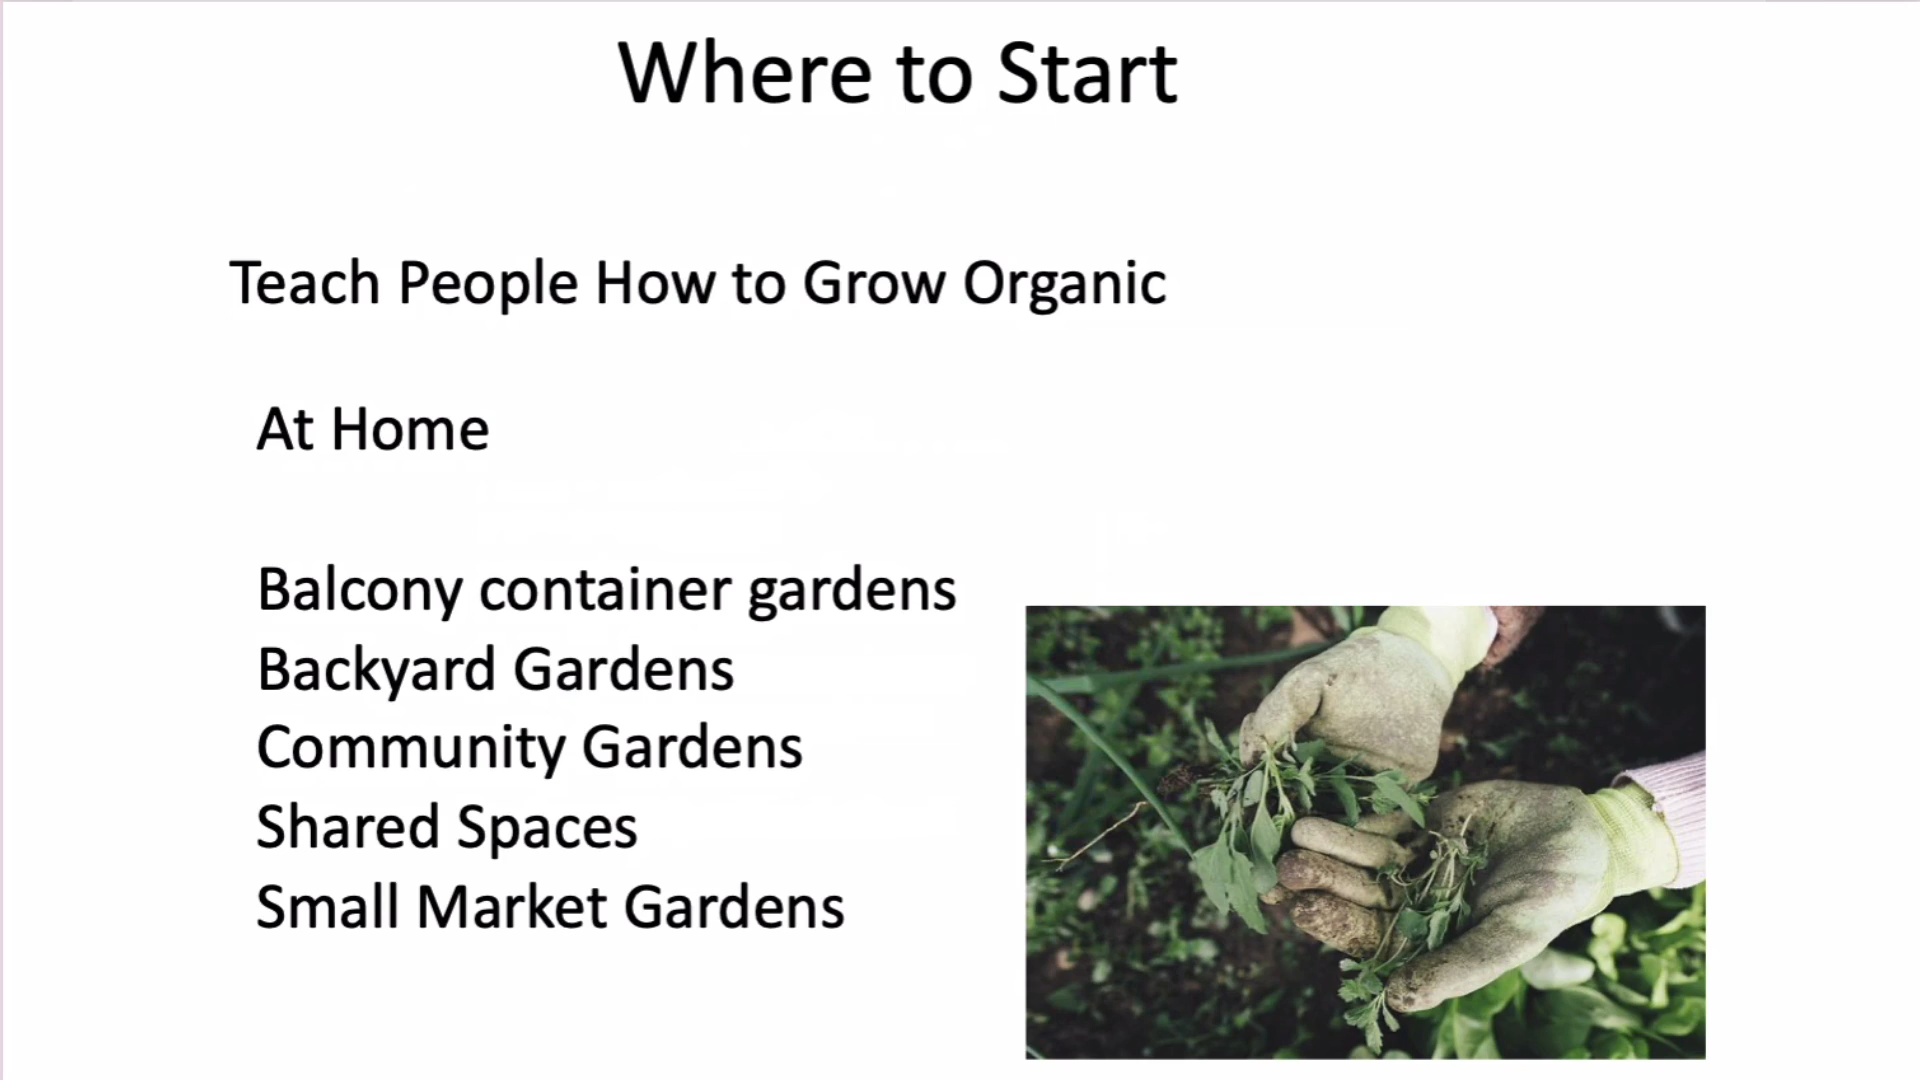 Where to Start
Teach People How to Grow Organic
At Home
Balcony container gardens
Backyard Gardens
Community Gardens
Shared Spaces
Small Market Gardens